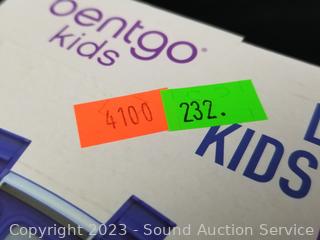 bentgo
kids
4100
232.
KIDS
Copyright 2023 - Sound Auction Service